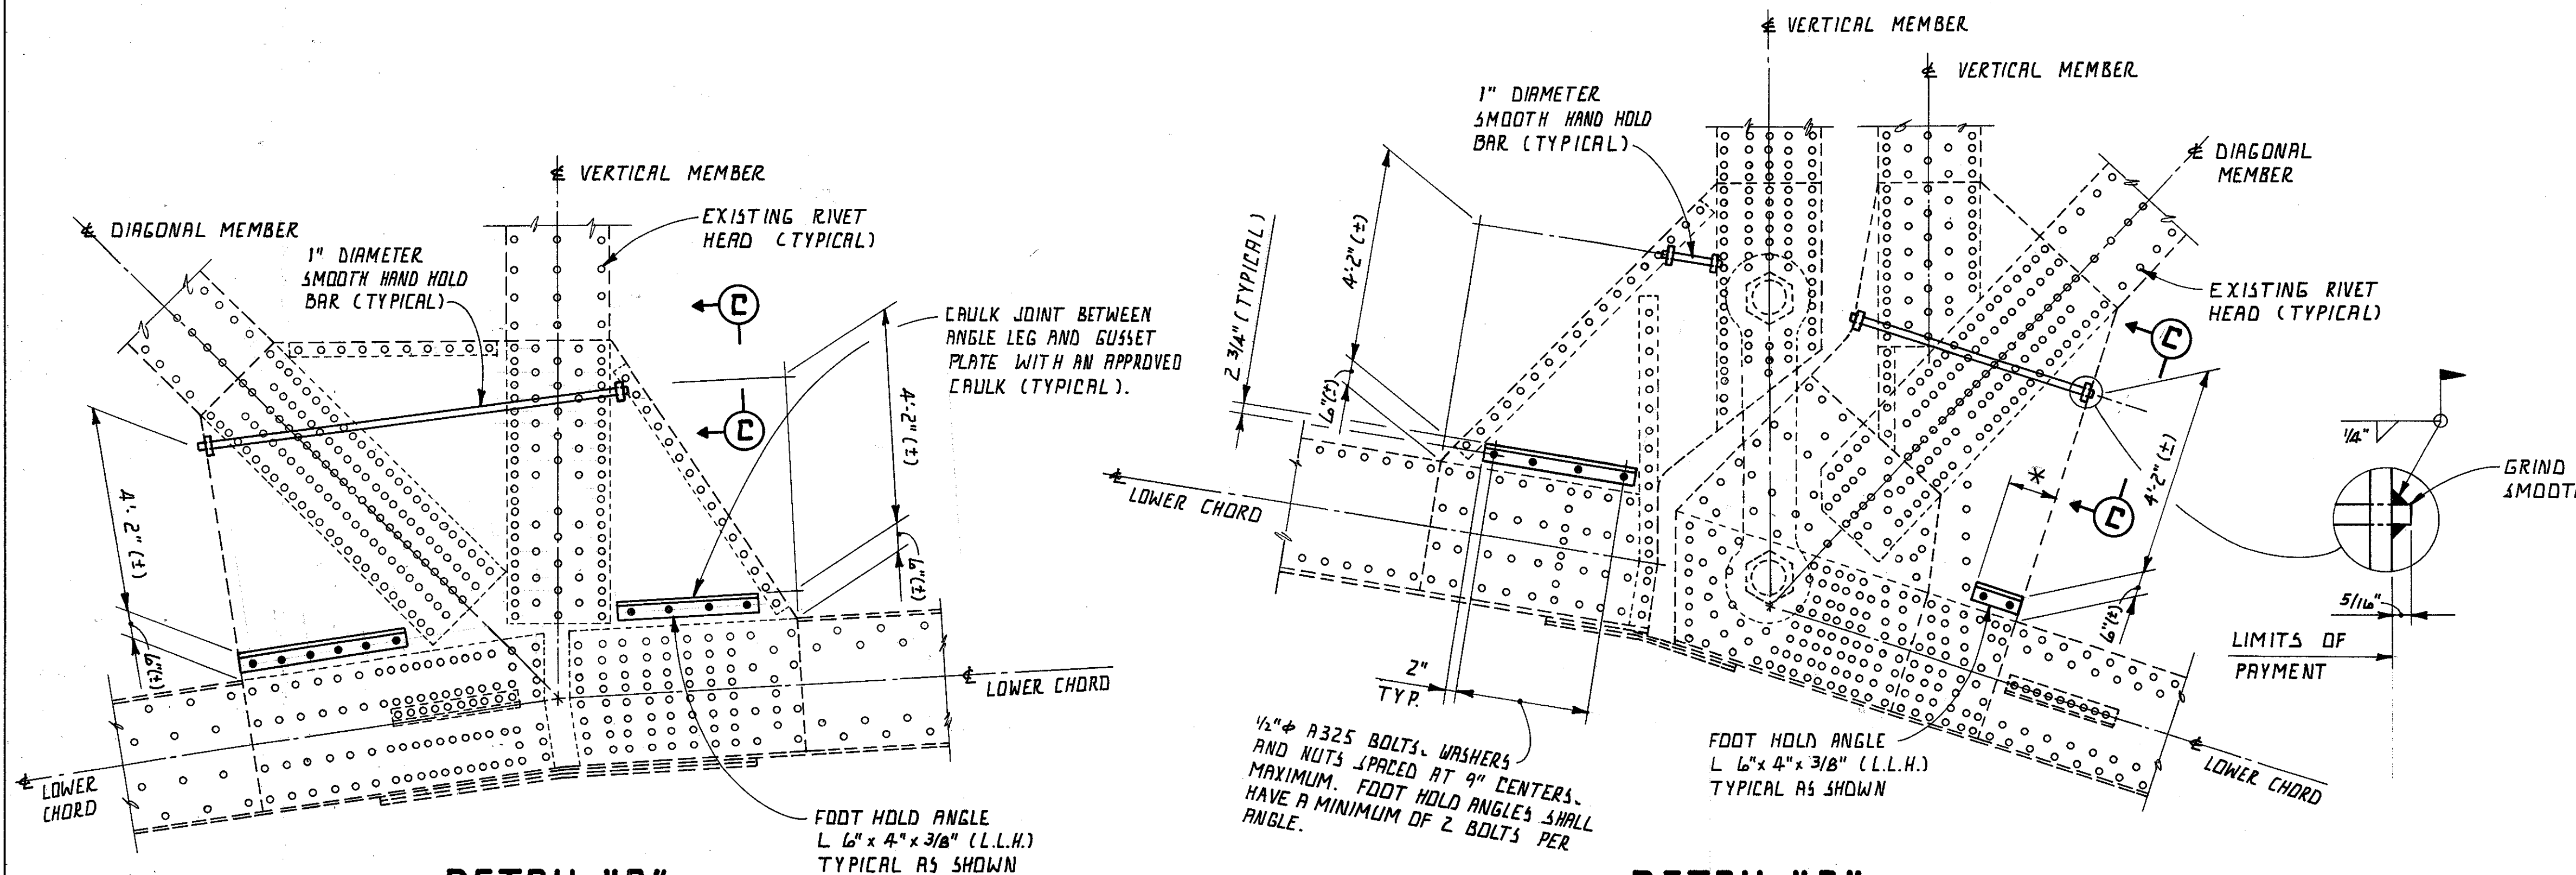 ℄ VERTICAL MEMBER
℄ DIAGONAL MEMBER
1" DIAMETER
SMOOTH HAND HOLD
BAR (TYPICAL)
EXISTING RIVET
HEAD (TYPICAL)
C
C
CAULK JOINT BETWEEN
ANGLE LEG AND GUSSET
PLATE WITH AN APPROVED
CAULK (TYPICAL).
4'-2" (±)
6"(±)
4'-2" (±)
6"(±)
℄ LOWER CHORD
℄ LOWER
CHORD
FOOT HOLD ANGLE
L 6" x 4" x 3/8" (L.L.H.)
TYPICAL AS SHOWN
℄ VERTICAL MEMBER
℄ VERTICAL MEMBER
1" DIAMETER
SMOOTH HAND HOLD
BAR (TYPICAL)
℄ DIAGONAL
MEMBER
EXISTING RIVET
HEAD (TYPICAL)
2 3/4" (TYPICAL)
4'-2" (±)
6"(±)
℄ LOWER CHORD
C
C
*
4'-2" (±)
6"(±)
1/4"
GRIND
5/16"
LIMITS OF
PAYMENT
2"
TYP.
1/2"Φ A325 BOLTS, WASHERS
AND NUTS SPACED AT 9" CENTERS,
MAXIMUM. FOOT HOLD ANGLES SHALL
HAVE A MINIMUM OF 2 BOLTS PER
ANGLE.
FOOT HOLD ANGLE
L 6" x 4" x 3/8" (L.L.H.)
TYPICAL AS SHOWN
℄ LOWER CHORD